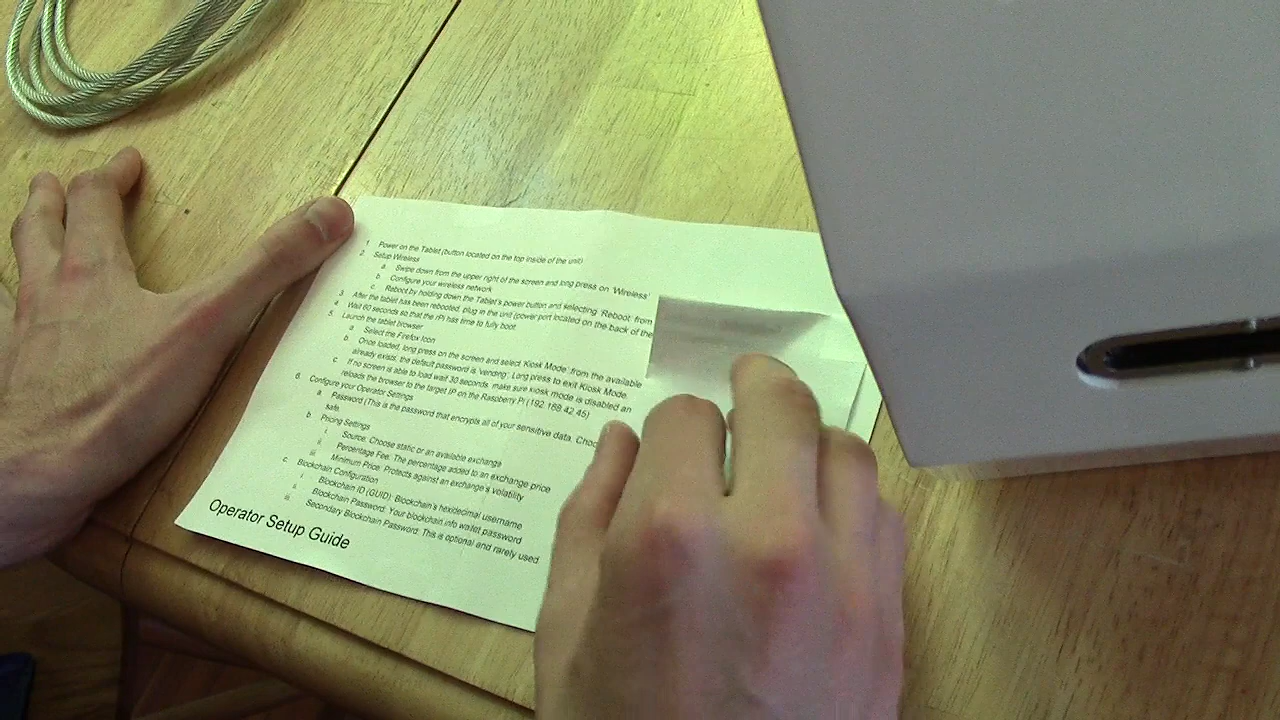 1. Power on the Tablet (button located on the top inside of the unit)
2. Setup Wireless
a. Swipe down from the upper right of the screen and long press on 'Wireless'
b. Configure your wireless network
c. Reboot by holding down the Tablet's power button and selecting 'Reboot' from
3. After the tablet has been rebooted, plug in the unit (power port located on the back of the
4. Wait 60 seconds so that the rPi has time to fully boot
5. Launch the tablet browser
a. Select the Firefox Icon
b. Once loaded, long press on the screen and select 'Kiosk Mode' from the available
already exists, the default password is 'vending'. Long press to exit Kiosk Mode.
c. If no screen is able to load wait 30 seconds, make sure kiosk mode is disabled an
reloads the browser to the target IP on the Raspberry Pi (192.168.42.45)
6. Configure your Operator Settings
a. Password (This is the password that encrypts all of your sensitive data. Choo
safe.
b. Pricing Settings
i. Source: Choose static or an available exchange
ii. Percentage Fee: The percentage added to an exchange price
iii. Minimum Price: Protects against an exchange's volatility
c. Blockchain Configuration
i. Blockchain ID (GUID): Blockchain's hexidecimal username
ii. Blockchain Password: Your blockchain.info wallet password
iii. Secondary Blockchain Password: This is optional and rarely used
Operator Setup Guide